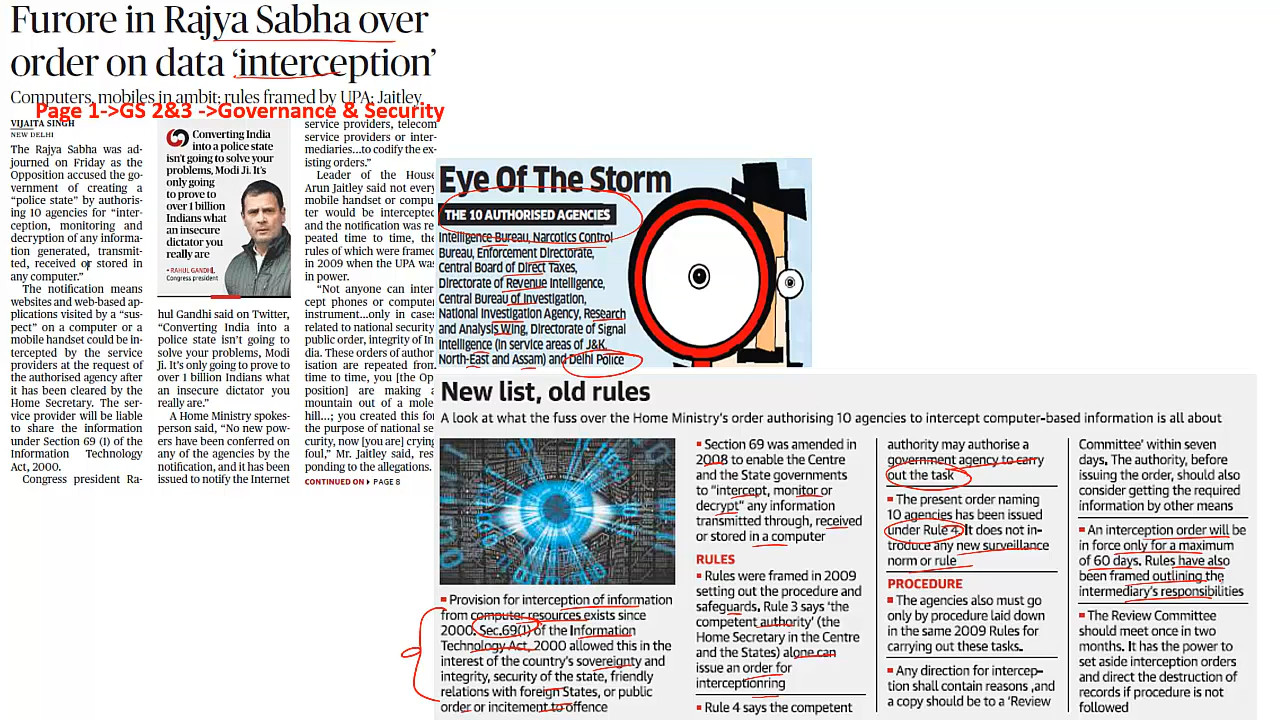 Furore in Rajya Sabha over
order on data ‘interception’
Computers, mobiles in ambit; rules framed by UPA: Jaitley
Page 1->GS 2&3 ->Governance & Security
VIJAITA SINGH
NEW DELHI
The Rajya Sabha was ad-
journed on Friday as the
Opposition accused the go-
vernment of creating a
“police state” by authoris-
ing 10 agencies for “inter-
ception, monitoring and
decryption of any informa-
tion generated, transmit-
ted, received or stored in
any computer.”
The notification means
websites and web-based ap-
plications visited by a “sus-
pect” on a computer or a
mobile handset could be in-
tercepted by the service
providers at the request of
the authorised agency after
it has been cleared by the
Home Secretary. The ser-
vice provider will be liable
to share the information
under Section 69 (1) of the
Information Technology
Act, 2000.
Congress president Ra-
Converting India
into a police state
isn't going to solve your
problems, Modi Ji. It's
only going
to prove to
over 1 billion
Indians what
an insecure
dictator you
really are
• RAHUL GANDHI,
Congress president
hul Gandhi said on Twitter,
“Converting India into a
police state isn’t going to
solve your problems, Modi
Ji. It’s only going to prove to
over 1 billion Indians what
an insecure dictator you
really are.”
A Home Ministry spokes-
person said, “No new pow-
ers have been conferred on
any of the agencies by the
notification, and it has been
issued to notify the Internet
service providers, telecom
service providers or inter-
mediaries...to codify the ex-
isting orders.”
Leader of the House
Arun Jaitley said not every
mobile handset or compu
ter would be intercepted
and the notification was re
peated time to time, the
rules of which were framed
in 2009 when the UPA was
in power.
“Not anyone can inter
cept phones or computer
instrument...only in cases
related to national security
public order, integrity of In
dia. These orders of author
isation are repeated from
time to time, you [the Op
position] are making a
mountain out of a mole
hill...; you created this for
the purpose of national se
curity, now [you are] crying
foul,” Mr. Jaitley said, res
ponding to the allegations.
CONTINUED ON PAGE 8
Eye Of The Storm
THE 10 AUTHORISED AGENCIES
Intelligence Bureau, Narcotics Control
Bureau, Enforcement Directorate,
Central Board of Direct Taxes,
Directorate of Revenue Intelligence,
Central Bureau of Investigation,
National Investigation Agency, Research
and Analysis Wing, Directorate of Signal
Intelligence (in service areas of J&K,
North-East and Assam) and Delhi Police
New list, old rules
A look at what the fuss over the Home Ministry's order authorising 10 agencies to intercept computer-based information is all about
Provision for interception of information
from computer resources exists since
2000. Sec.69(1) of the Information
Technology Act, 2000 allowed this in the
interest of the country's sovereignty and
integrity, security of the state, friendly
relations with foreign States, or public
order or incitement to offence
Section 69 was amended in
2008 to enable the Centre
and the State governments
to “intercept, monitor or
decrypt” any information
transmitted through, received
or stored in a computer
RULES
Rules were framed in 2009
setting out the procedure and
safeguards. Rule 3 says ‘the
competent authority’ (the
Home Secretary in the Centre
and the States) alone can
issue an order for
interceptionring
Rule 4 says the competent
authority may authorise a
government agency to carry
out the task
The present order naming
10 agencies has been issued
under Rule 4. It does not in-
troduce any new surveillance
norm or rule
PROCEDURE
The agencies also must go
only by procedure laid down
in the same 2009 Rules for
carrying out these tasks.
Any direction for intercep-
tion shall contain reasons ,and
a copy should be to a ‘Review
Committee’ within seven
days. The authority, before
issuing the order, should also
consider getting the required
information by other means
An interception order will be
in force only for a maximum
of 60 days. Rules have also
been framed outlining the
intermediary's responsibilities
The Review Committee
should meet once in two
months. It has the power to
set aside interception orders
and direct the destruction of
records if procedure is not
followed